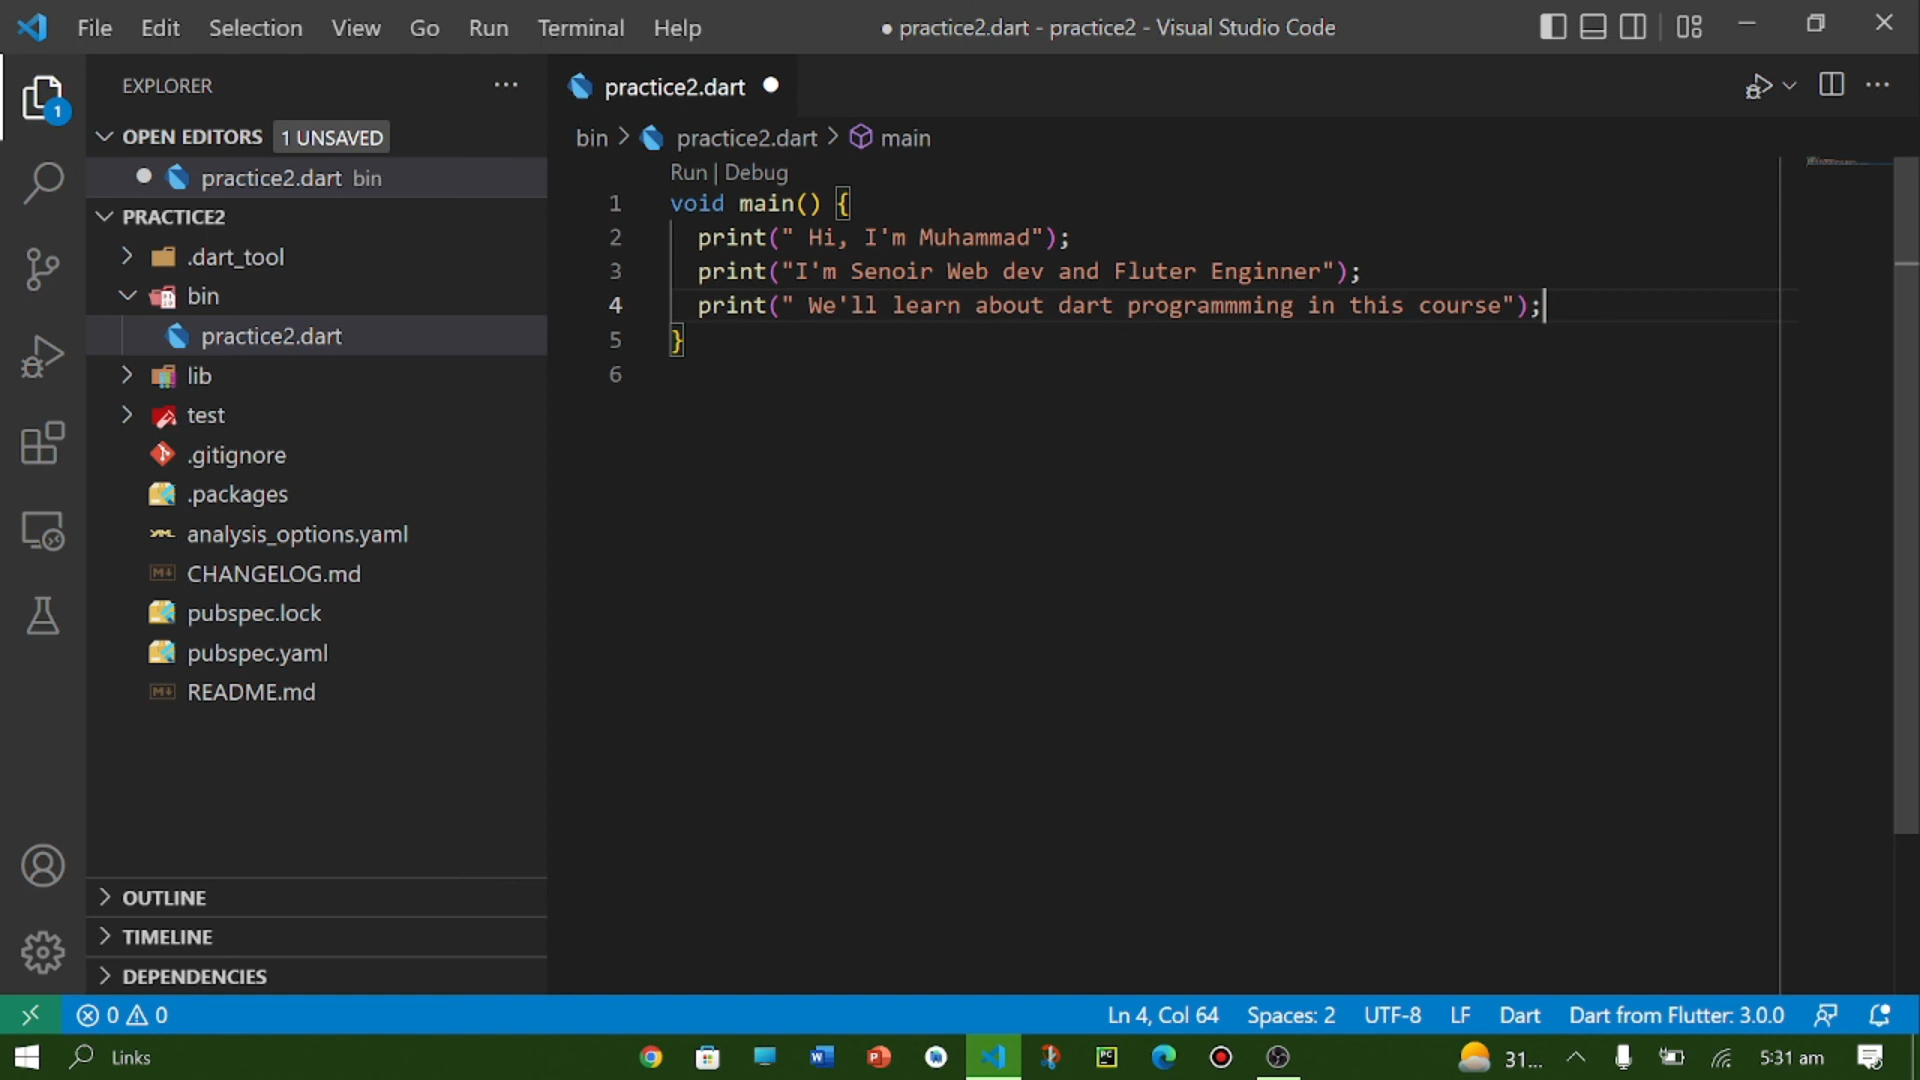 File Edit Selection View Go Run Terminal Help ● practice2.dart - practice2 - Visual Studio Code
EXPLORER
practice2.dart
1
OPEN EDITORS 1 UNSAVED
practice2.dart bin
PRACTICE2
.dart_tool
bin
practice2.dart
lib
test
.gitignore
.packages
analysis_options.yaml
CHANGELOG.md
pubspec.lock
pubspec.yaml
README.md
OUTLINE
TIMELINE
DEPENDENCIES
bin > practice2.dart > main
Run | Debug
1 void main() {
2 print(" Hi, I'm Muhammad");
3 print("I'm Senoir Web dev and Fluter Enginner");
4 print(" We'll learn about dart programmming in this course");
5 }
6
0 0 Ln 4, Col 64 Spaces: 2 UTF-8 LF Dart Dart from Flutter: 3.0.0
Links 31... 5:31 am